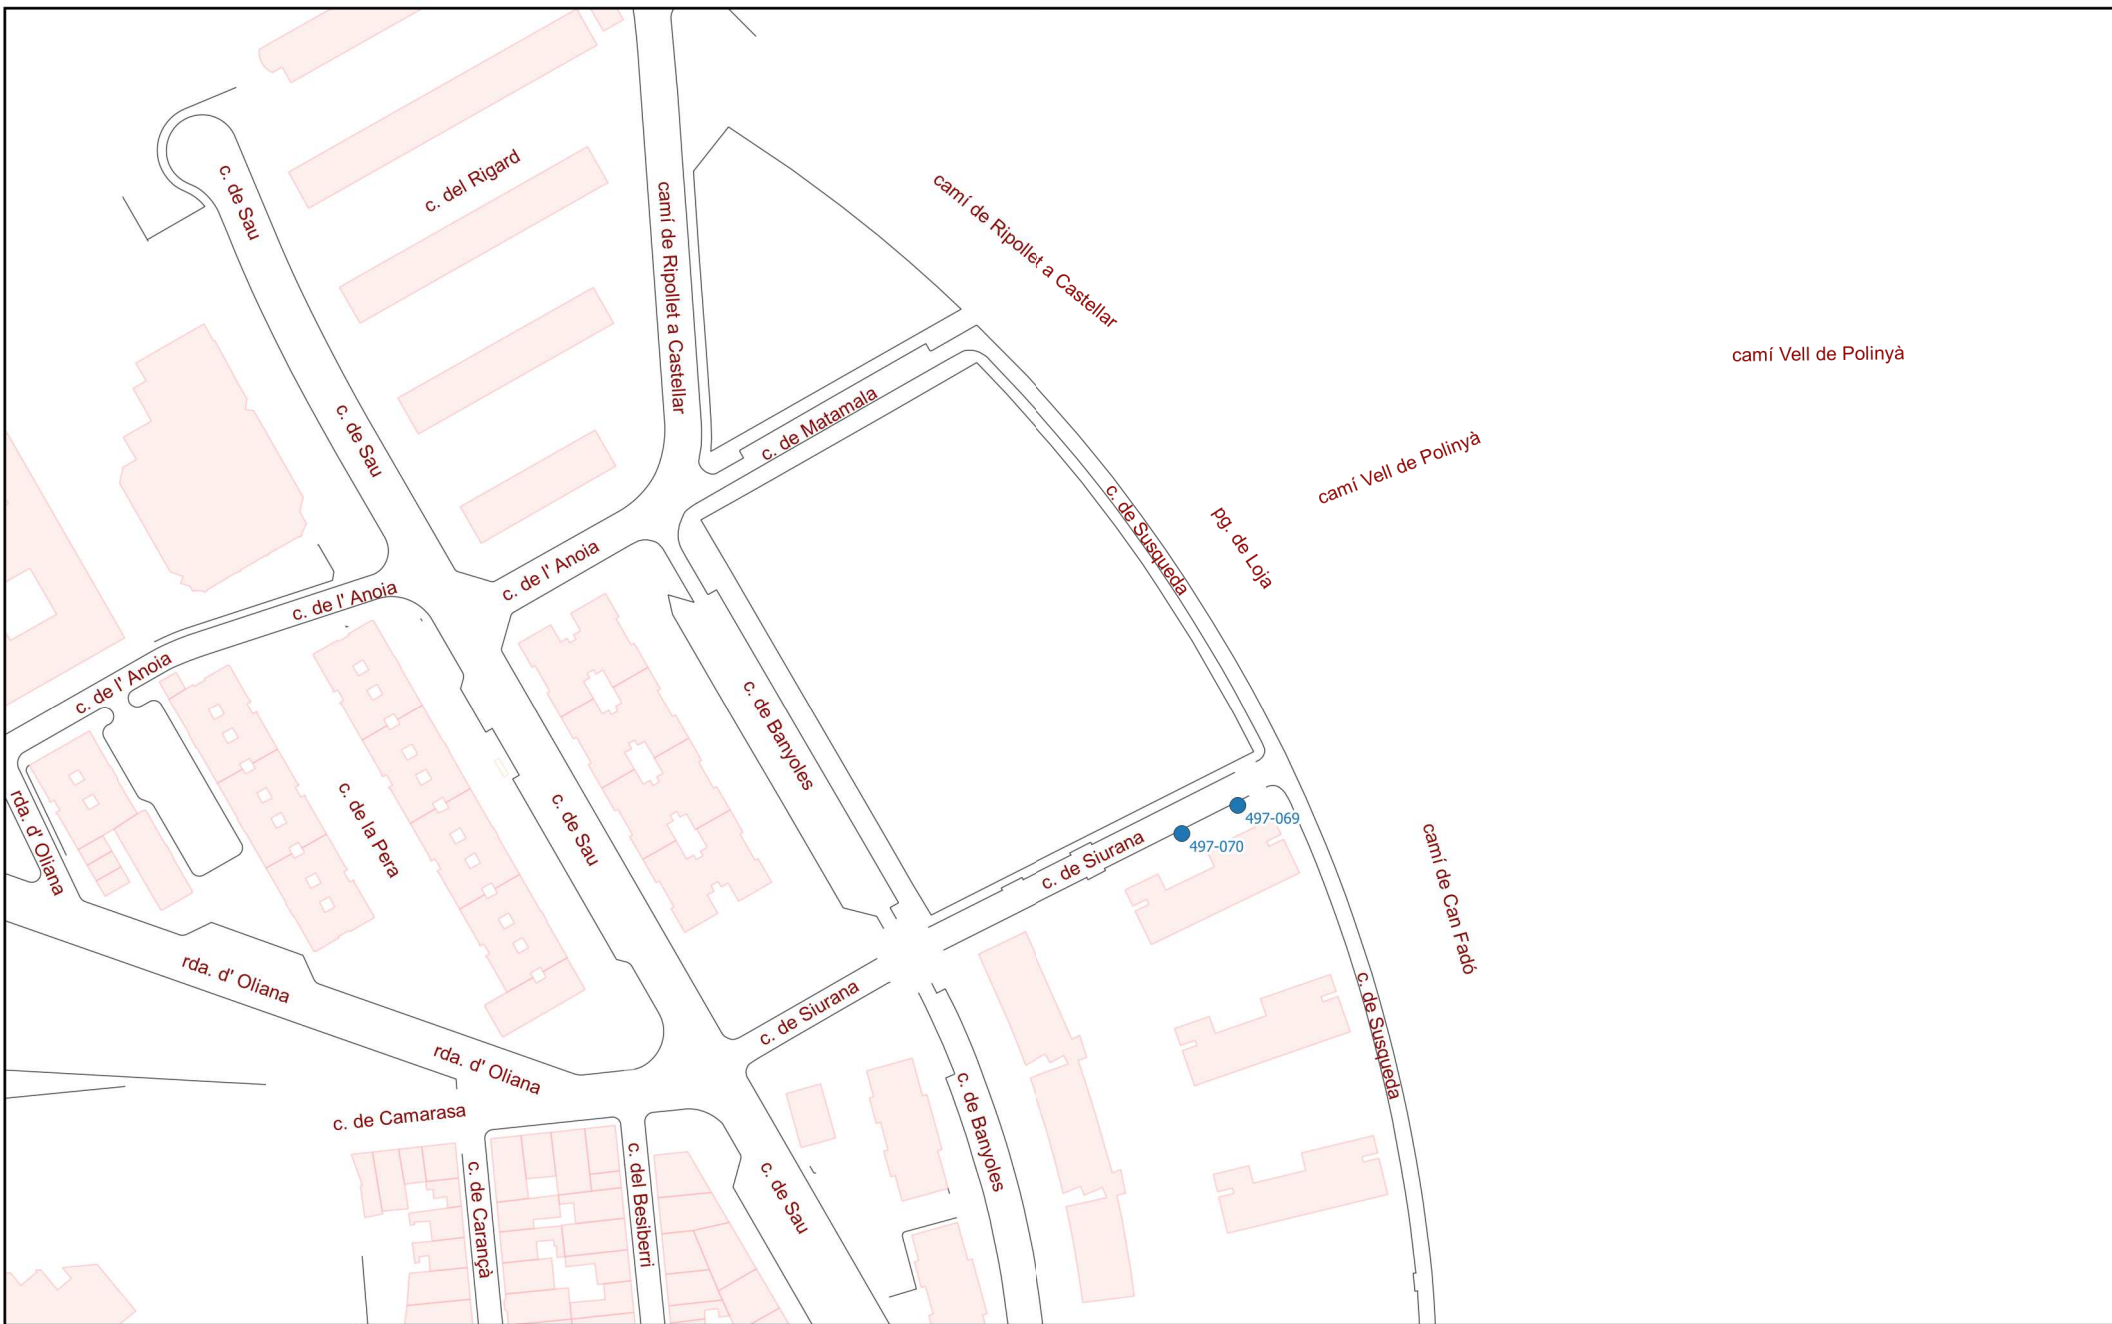 c. de Sau
c. del Rigard
camí de Ripollet a Castellar
camí de Ripollet a Castellar
camí Vell de Polinyà
c. de Sau
c. de Matamala
camí Vell de Polinyà
c. de Susqueda
pg. de Loja
c. de l' Anoia
c. de l' Anoia
c. de l' Anoia
c. de Banyoles
rda. d' Oliana
c. de la Pera
c. de Sau
497-069
497-070
c. de Siurana
camí de Can Fadó
rda. d' Oliana
c. de Siurana
c. de Susqueda
rda. d' Oliana
c. de Camarasa
c. de Banyoles
c. de Carançà
c. del Besiberri
c. de Sau